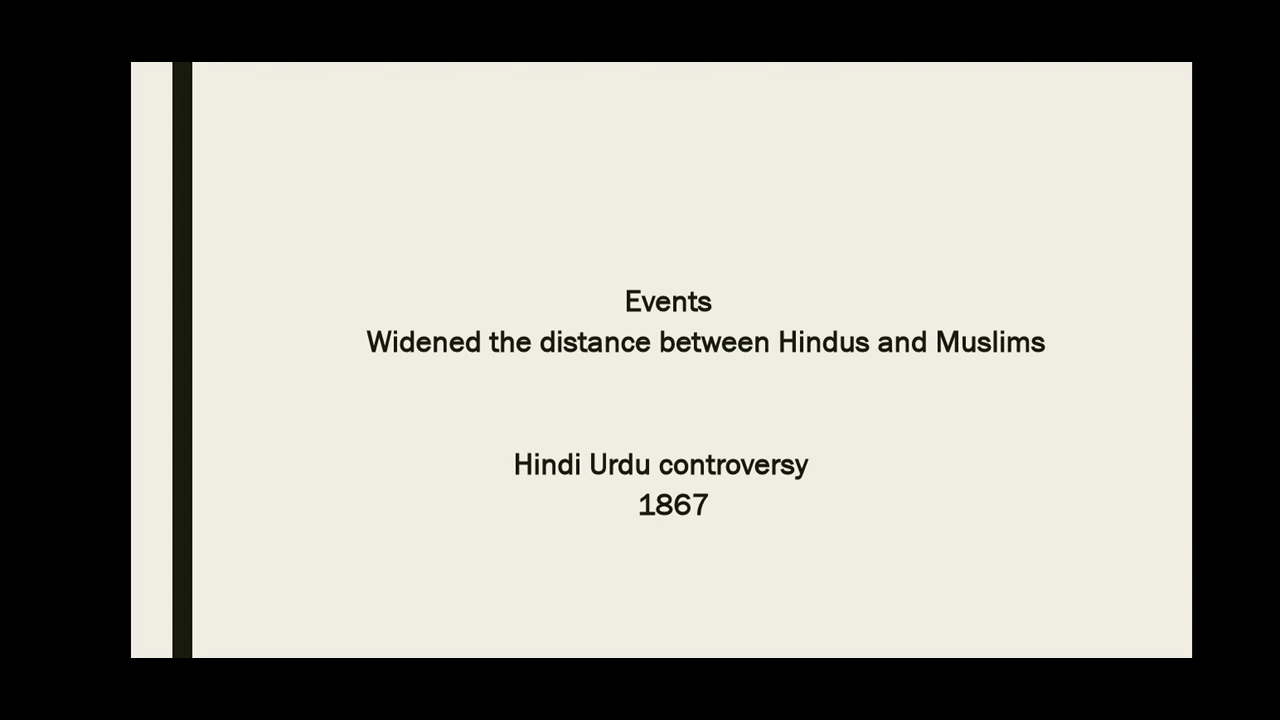 Events
Widened the distance between Hindus and Muslims
Hindi Urdu controversy
1867